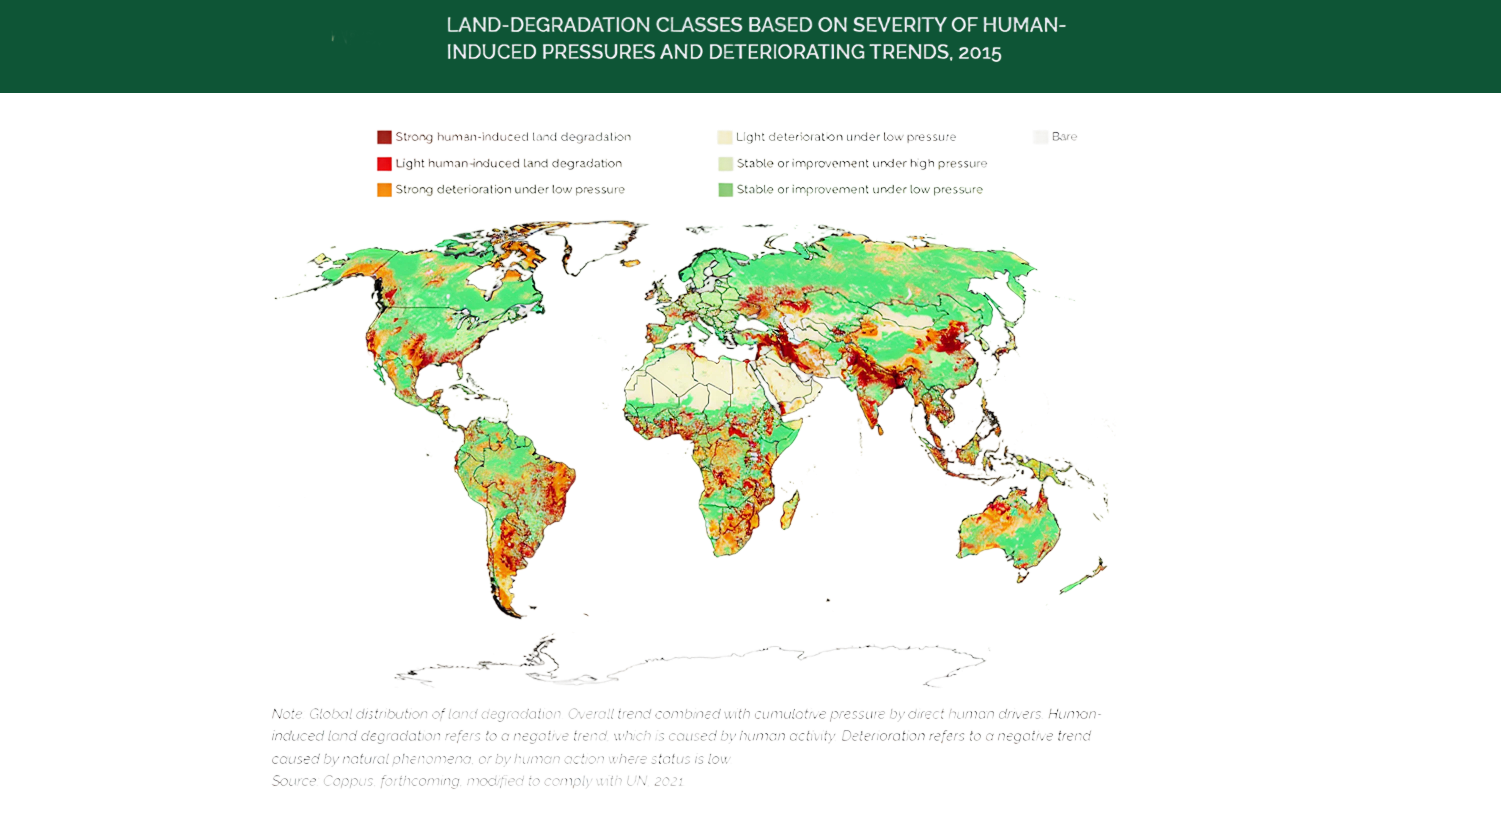 LAND-DEGRADATION CLASSES BASED ON SEVERITY OF HUMAN-
INDUCED PRESSURES AND DETERIORATING TRENDS, 2015
Strong human-induced land degradation
Light human-induced land degradation
Strong deterioration under low pressure
Light deterioration under low pressure
Stable or improvement under high pressure
Stable or improvement under low pressure
Bare
Note: Global distribution of land degradation. Overall trend combined with cumulative pressure by direct human drivers. Human-
induced land degradation refers to a negative trend, which is caused by human activity. Deterioration refers to a negative trend
caused by natural phenomena, or by human action where status is low.
Source: Coppus, forthcoming, modified to comply with UN, 2021.